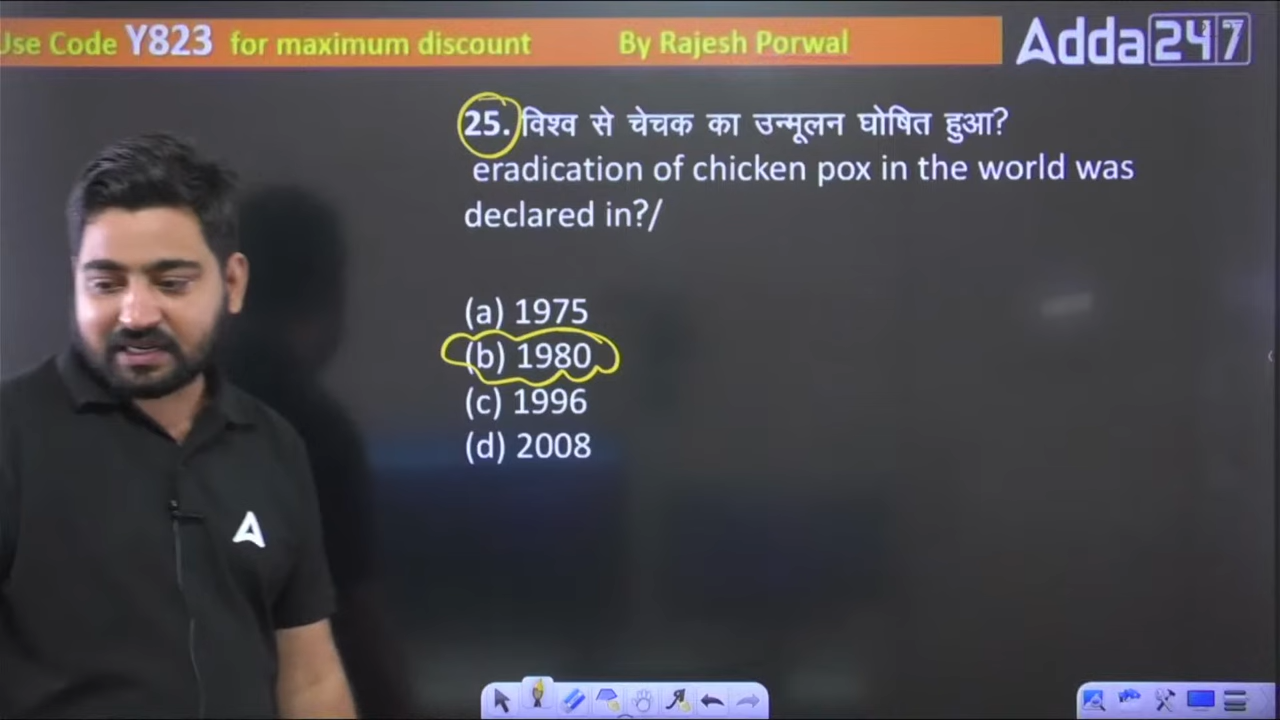 Use Code Y823 for maximum discount By Rajesh Porwal Adda247
25. विश्व से चेचक का उन्मूलन घोषित हुआ?
eradication of chicken pox in the world was
declared in?/
(a) 1975
(b) 1980
(c) 1996
(d) 2008